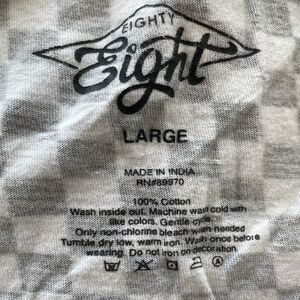 EIGHTY
Eight
LARGE
MADE IN INDIA
RN#89970
100% Cotton
Wash inside out. Machine wash cold with
like colors. Gentle cycle.
Only non-chlorine bleach when needed
Tumble dry low, warm iron. Wash once before
wearing. Do not iron on decoration.